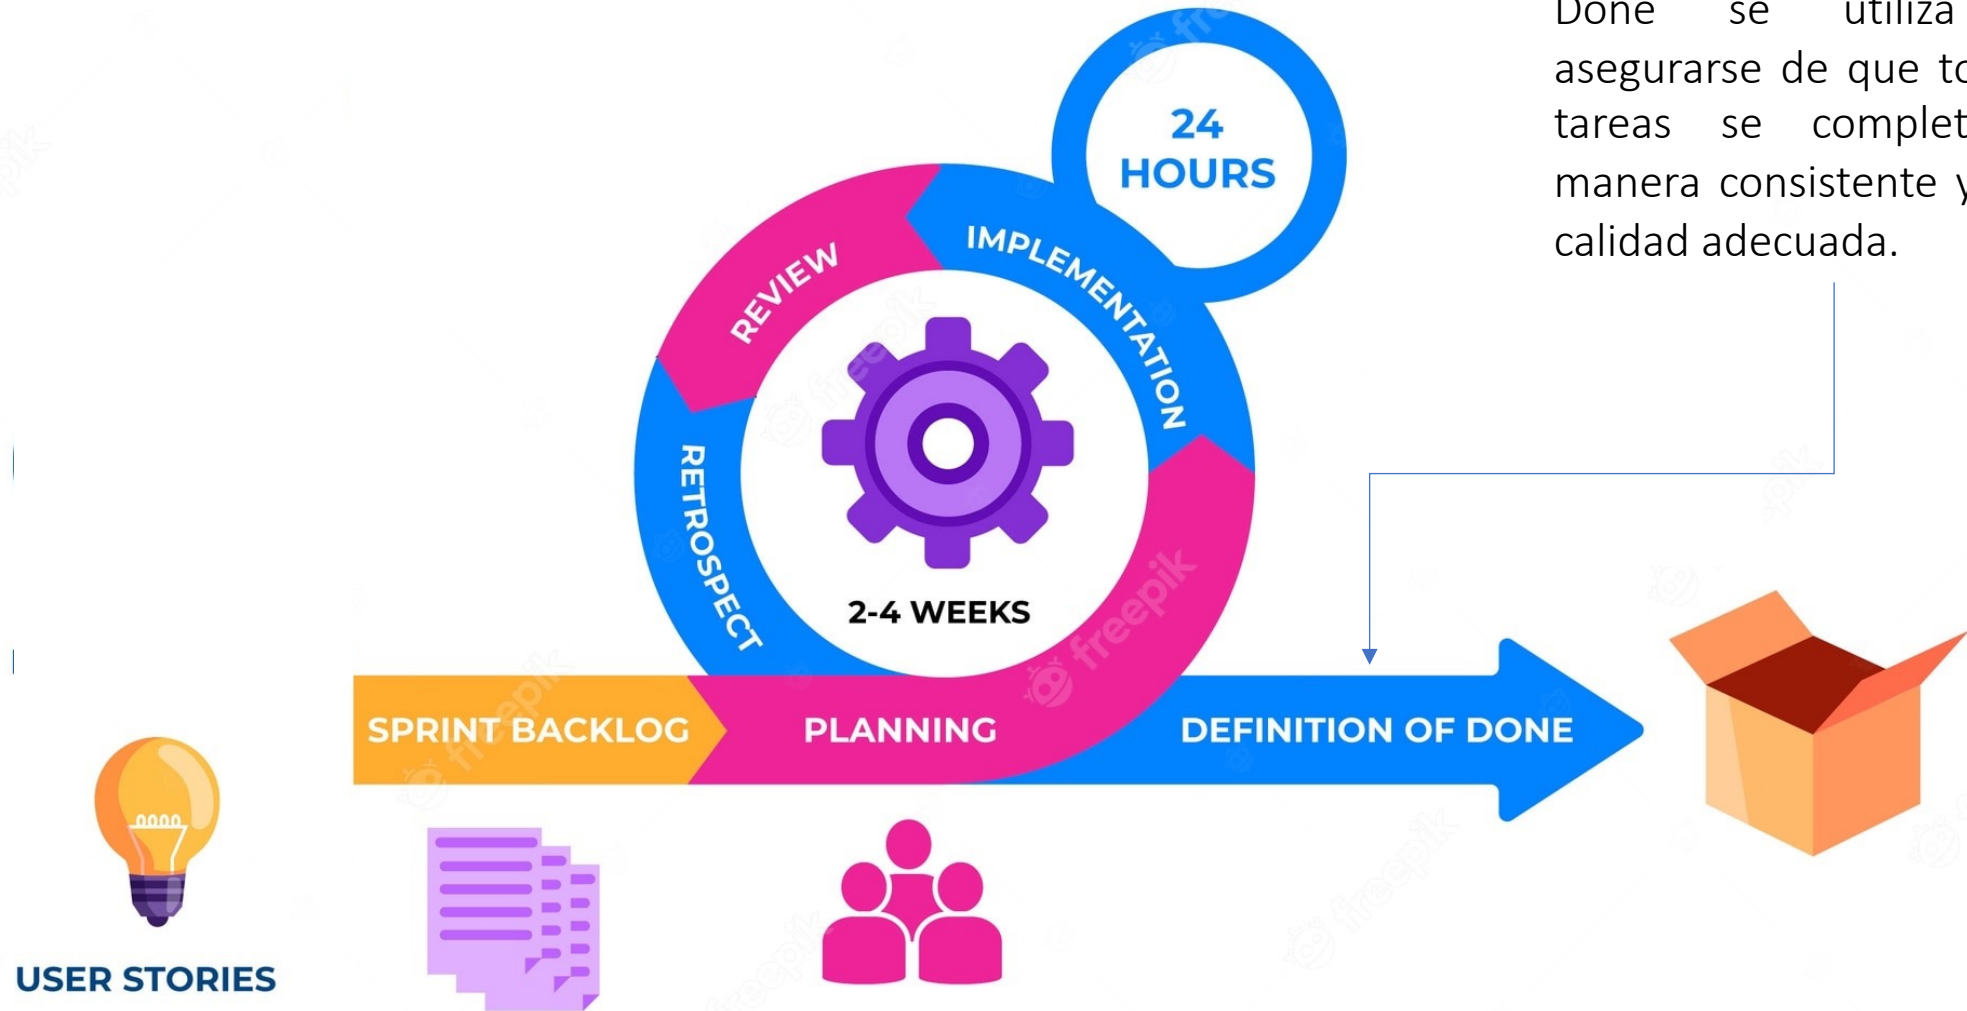 Done se utiliza
asegurarse de que to
tareas se complet
manera consistente y
calidad adecuada.
24
HOURS
REVIEW
IMPLEMENTATION
RETROSPECT
2-4 WEEKS
SPRINT BACKLOG
PLANNING
DEFINITION OF DONE
USER STORIES
freepik